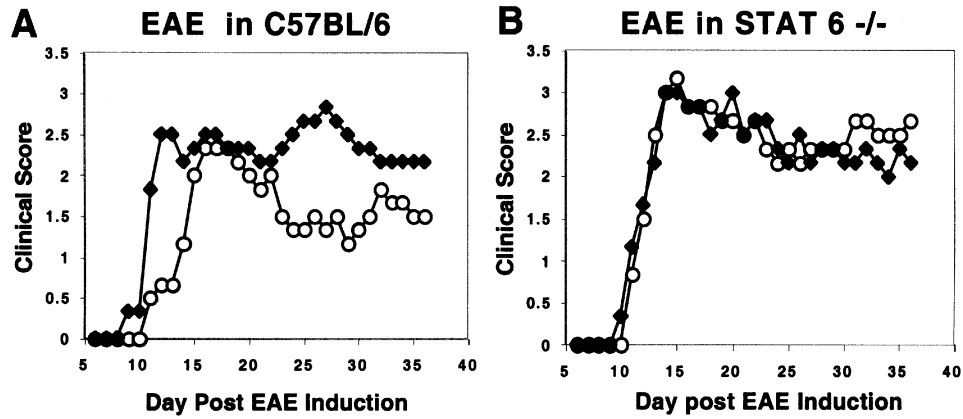 A
EAE in C57BL/6
3.5
3
2.5
2
1.5
1
0.5
0
Clinical Score
5 10 15 20 25 30 35 40
Day Post EAE Induction
B
EAE in STAT 6 -/-
3.5
3
2.5
2
1.5
1
0.5
0
Clinical Score
5 10 15 20 25 30 35 40
Day post EAE Induction